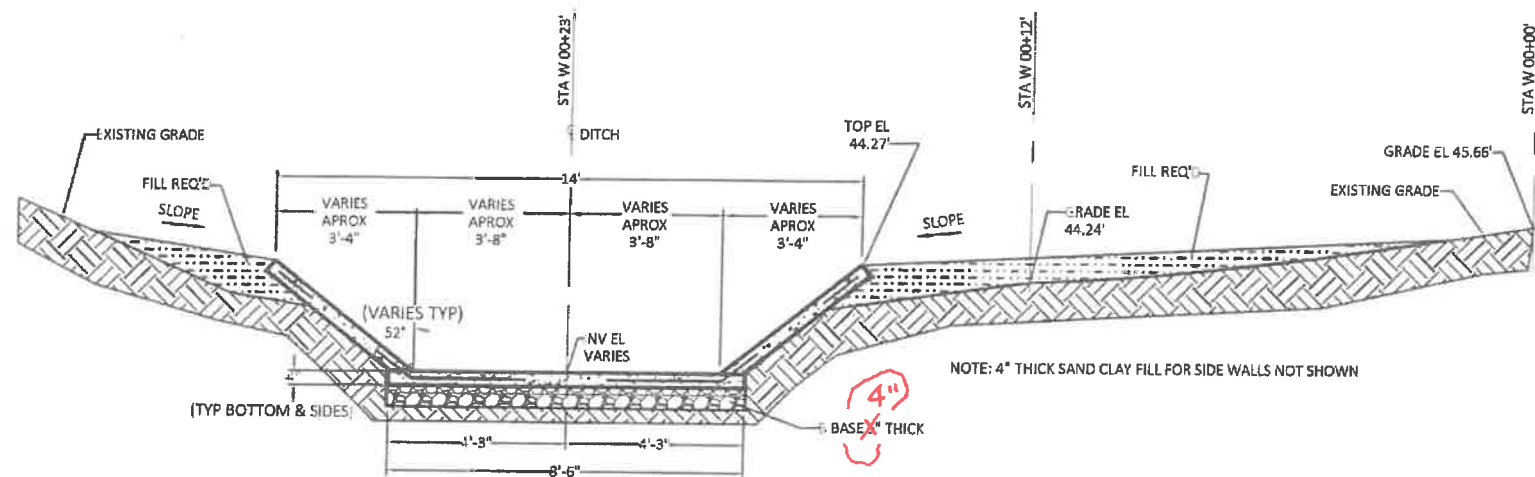 STA W 00+23'
STA W 00+12'
STA W 00+00'
EXISTING GRADE
DITCH
TOP EL
44.27'
GRADE EL 45.66'
FILL REQ'D
14'
FILL REQ'D
EXISTING GRADE
SLOPE
VARIES
APROX
3'-4"
VARIES
APROX
3'-8"
VARIES
APROX
3'-8"
VARIES
APROX
3'-4"
SLOPE
GRADE EL
44.24'
(VARIES TYP)
52°
NV EL
VARIES
NOTE: 4" THICK SAND CLAY FILL FOR SIDE WALLS NOT SHOWN
(TYP BOTTOM & SIDES)
4"
BASE " THICK
4'-3"
4'-3"
8'-6"